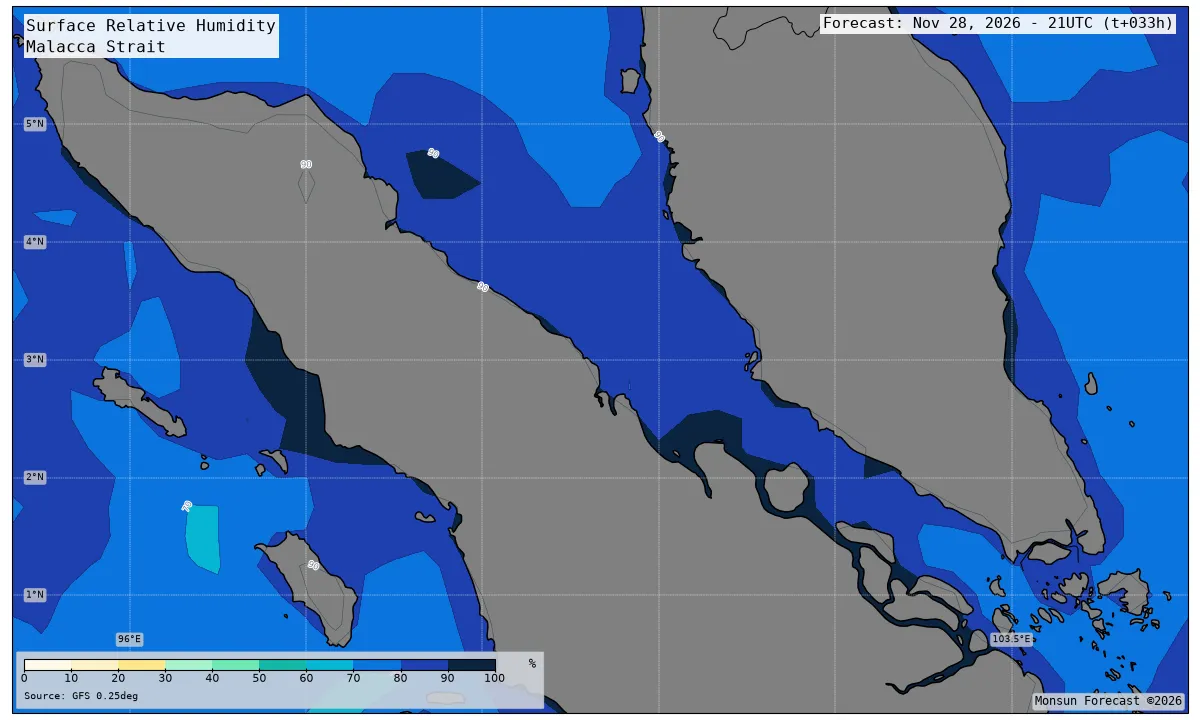 Surface Relative Humidity
Malacca Strait
Forecast: Nov 28, 2026 - 21UTC (t+033h)
90
90
90
5°N
4°N
90
3°N
2°N
70
90
1°N
96°E
103.5°E
%
0 10 20 30 40 50 60 70 80 90 100
Source: GFS 0.25deg
Monsun Forecast ©2026